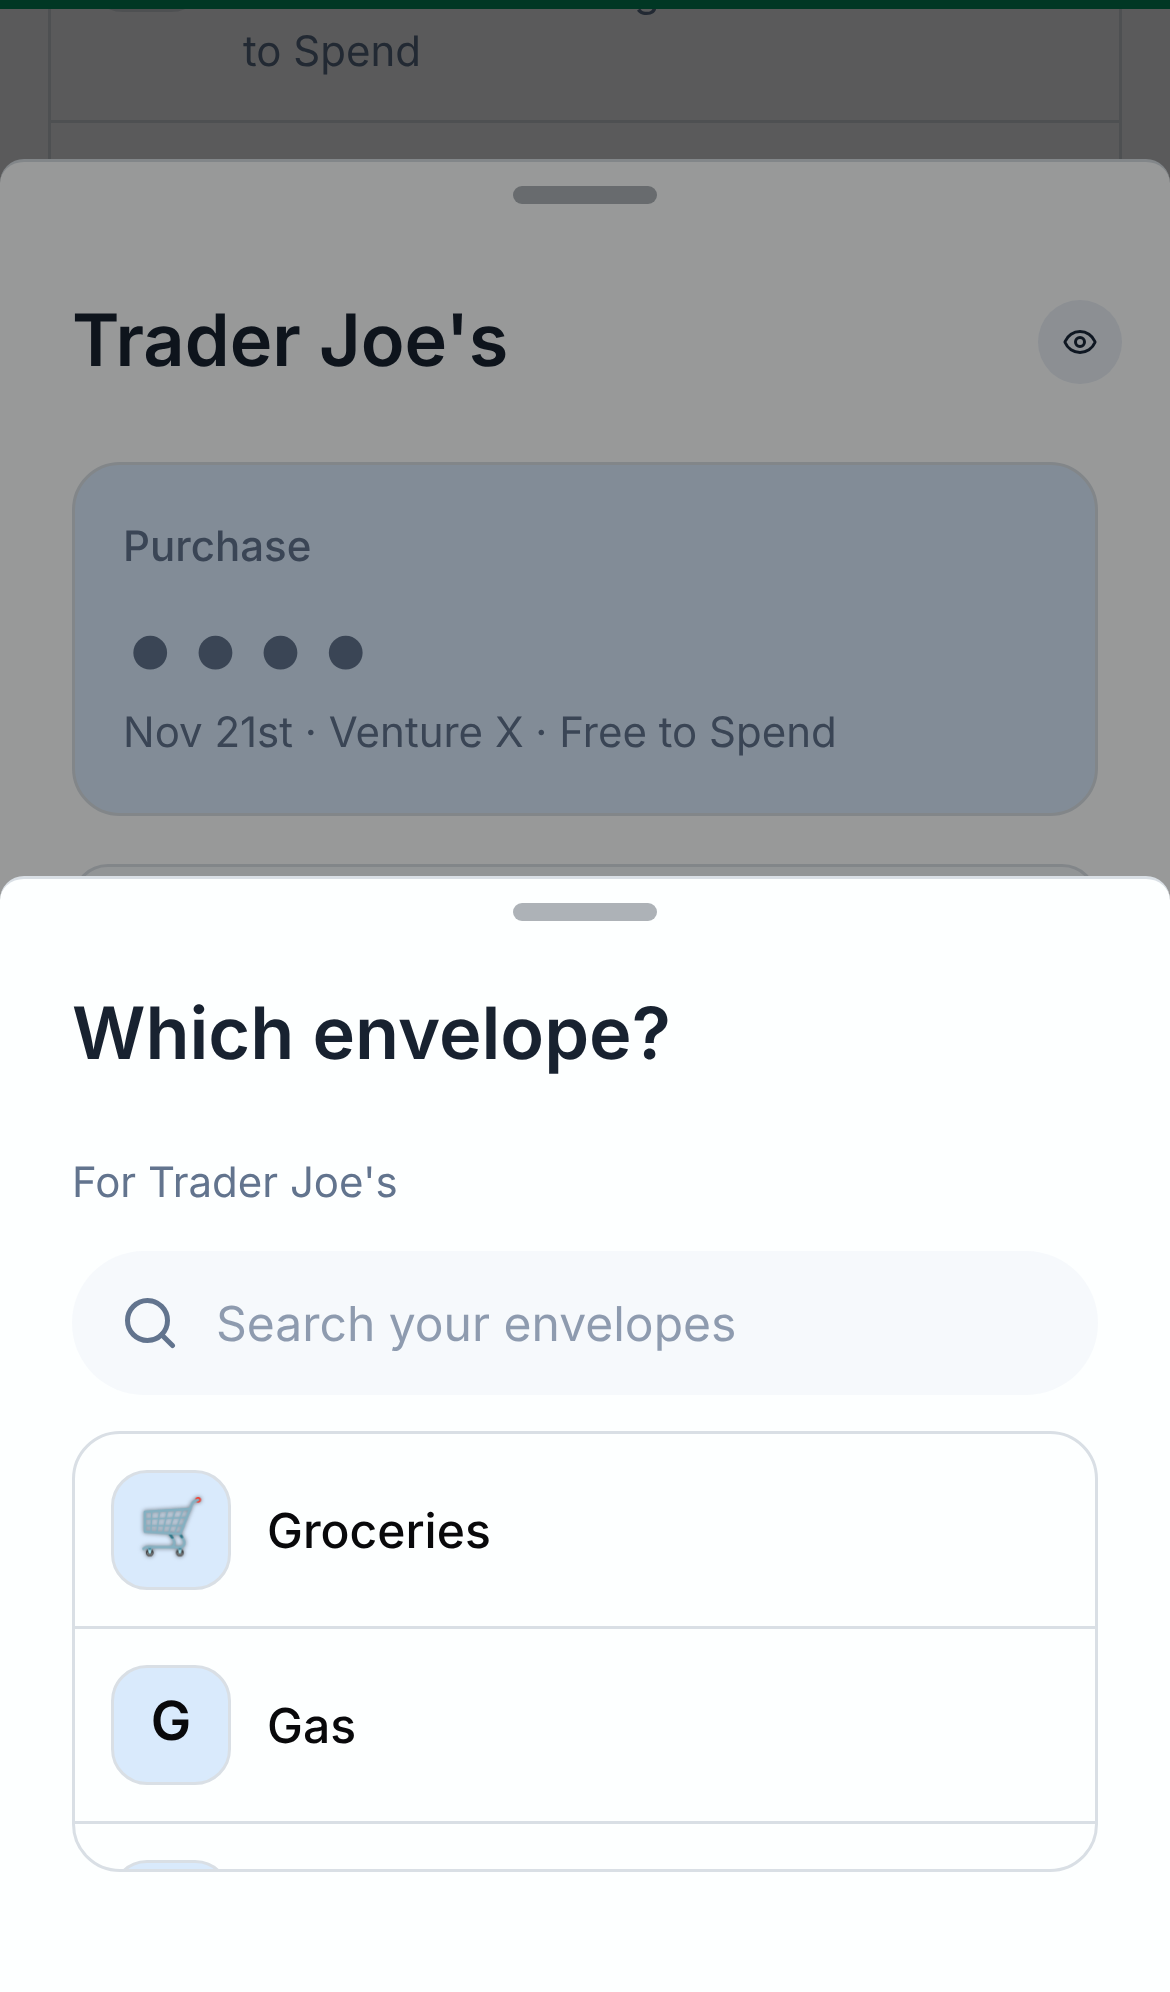 to Spend
Trader Joe's
Purchase
••••
Nov 21st · Venture X · Free to Spend
Which envelope?
For Trader Joe's
Search your envelopes
Groceries
G
Gas